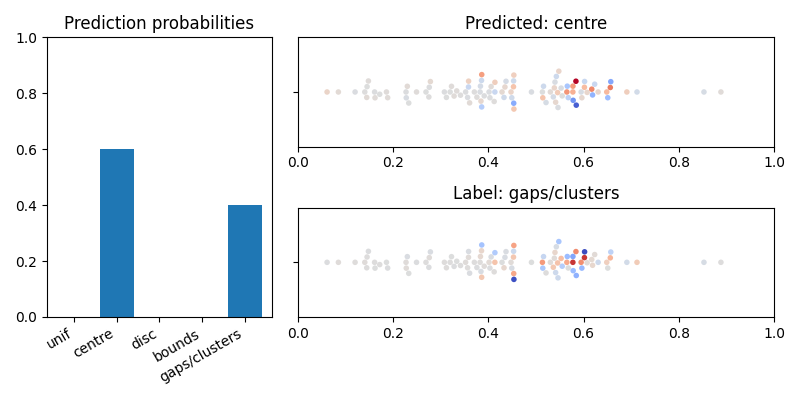 Prediction probabilities
1.0
0.8
0.6
0.4
0.2
0.0
unif
centre
disc
bounds
gaps/clusters
Predicted: centre
0.0 0.2 0.4 0.6 0.8 1.0
Label: gaps/clusters
0.0 0.2 0.4 0.6 0.8 1.0